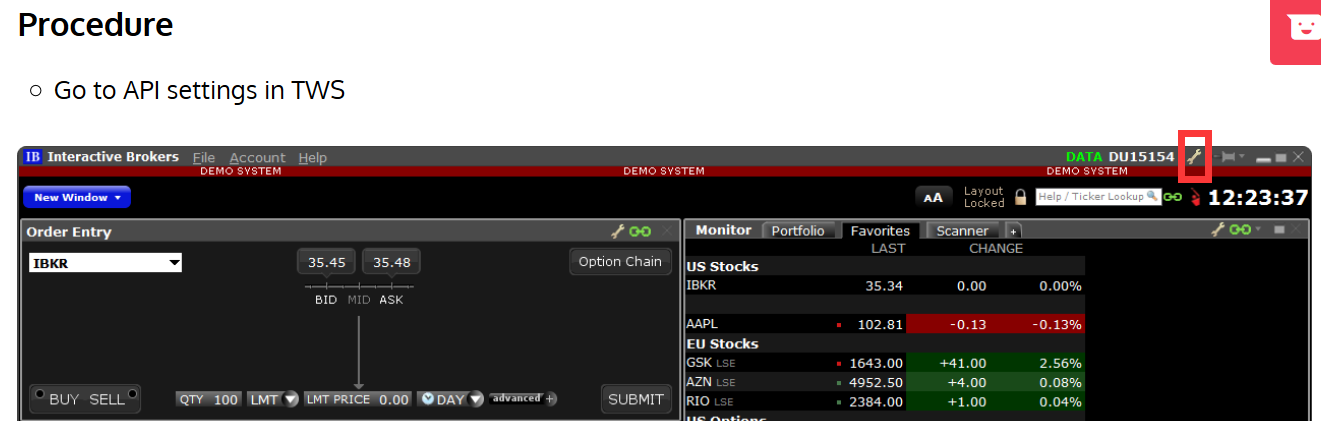 Procedure
Go to API settings in TWS
IB Interactive Brokers File Account Help DATA DU15154
DEMO SYSTEM DEMO SYSTEM DEMO SYSTEM
New Window AA Layout Locked Help / Ticker Lookup 12:23:37
Order Entry
IBKR 35.45 35.48 Option Chain
BID MID ASK
BUY SELL QTY 100 LMT LMT PRICE 0.00 DAY advanced + SUBMIT
Monitor Portfolio Favorites Scanner +
LAST CHANGE
US Stocks
IBKR 35.34 0.00 0.00%
AAPL 102.81 -0.13 -0.13%
EU Stocks
GSK LSE 1643.00 +41.00 2.56%
AZN LSE 4952.50 +4.00 0.08%
RIO LSE 2384.00 +1.00 0.04%
US Options